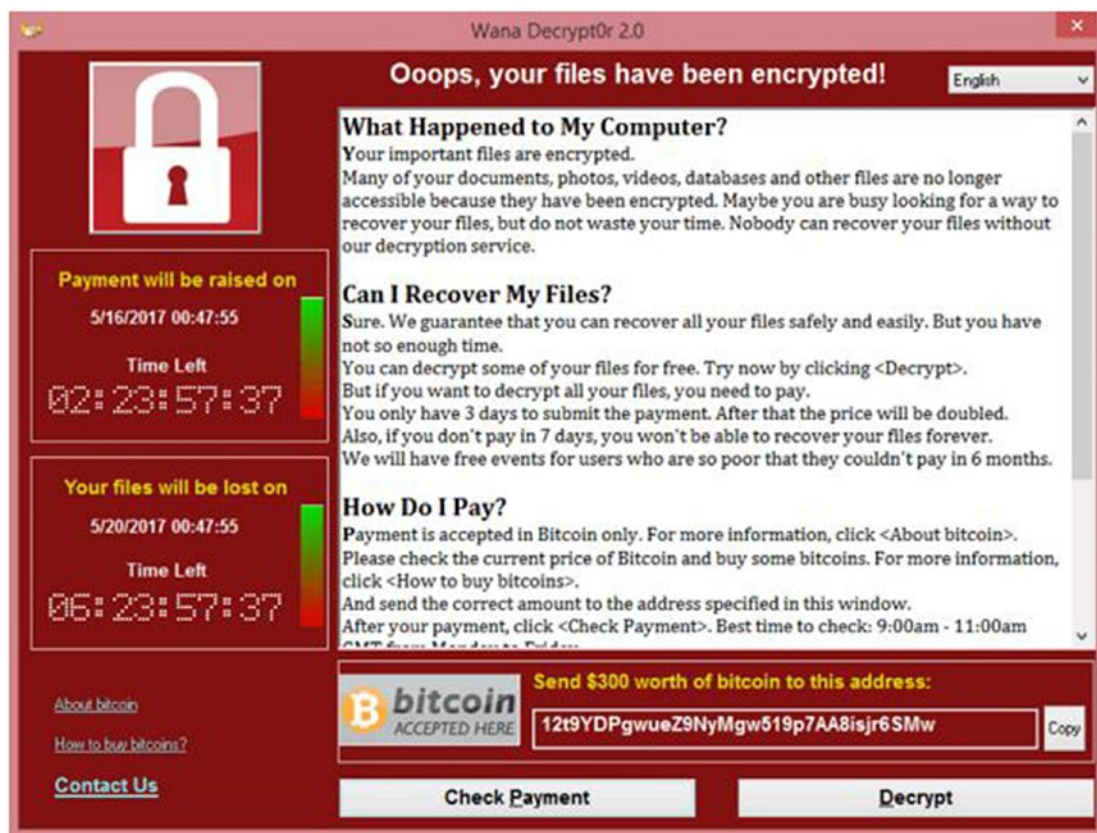 Wana Decrypt0r 2.0
Ooops, your files have been encrypted!
English
What Happened to My Computer?
Your important files are encrypted.
Many of your documents, photos, videos, databases and other files are no longer
accessible because they have been encrypted. Maybe you are busy looking for a way to
recover your files, but do not waste your time. Nobody can recover your files without
our decryption service.
Can I Recover My Files?
Sure. We guarantee that you can recover all your files safely and easily. But you have
not so enough time.
You can decrypt some of your files for free. Try now by clicking <Decrypt>.
But if you want to decrypt all your files, you need to pay.
You only have 3 days to submit the payment. After that the price will be doubled.
Also, if you don't pay in 7 days, you won't be able to recover your files forever.
We will have free events for users who are so poor that they couldn't pay in 6 months.
How Do I Pay?
Payment is accepted in Bitcoin only. For more information, click <About bitcoin>.
Please check the current price of Bitcoin and buy some bitcoins. For more information,
click <How to buy bitcoins>.
And send the correct amount to the address specified in this window.
After your payment, click <Check Payment>. Best time to check: 9:00am - 11:00am
GMT from Monday to Friday
Payment will be raised on
5/16/2017 00:47:55
Time Left
02:23:57:37
Your files will be lost on
5/20/2017 00:47:55
Time Left
06:23:57:37
About bitcoin
How to buy bitcoins?
Contact Us
bitcoin
ACCEPTED HERE
Send $300 worth of bitcoin to this address:
12t9YDPgwueZ9NyMgw519p7AA8isjr6SMw
Copy
Check Payment
Decrypt